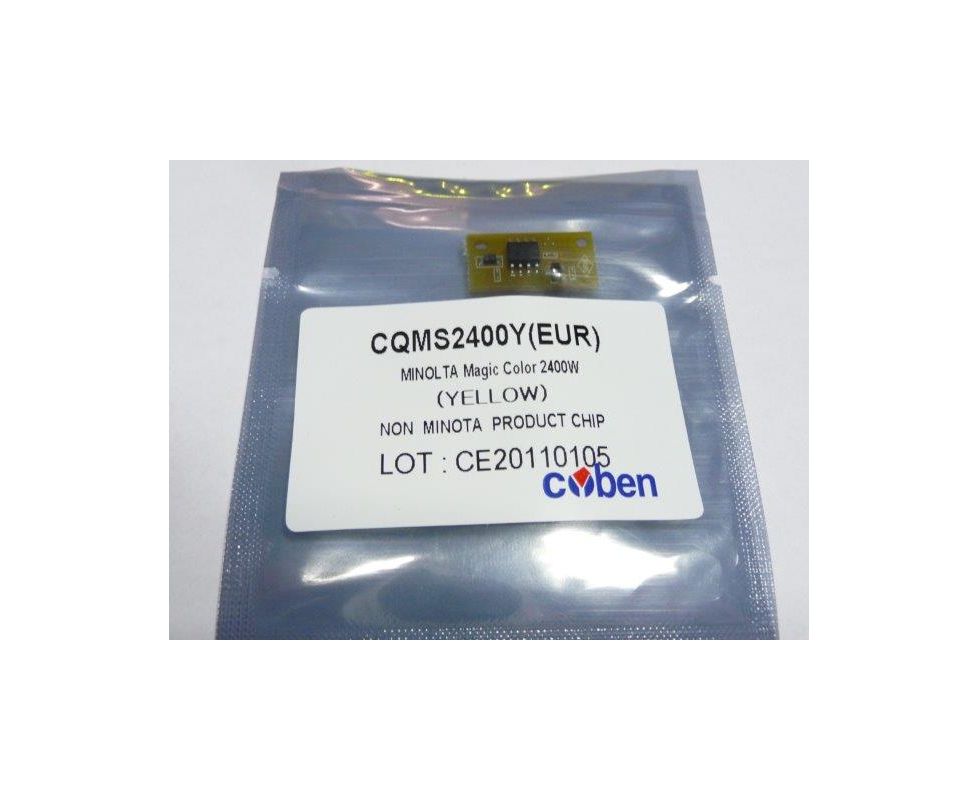 CQMS2400Y(EUR)
MINOLTA Magic Color 2400W
(YELLOW)
NON MINOTA PRODUCT CHIP
LOT : CE20110105
coben